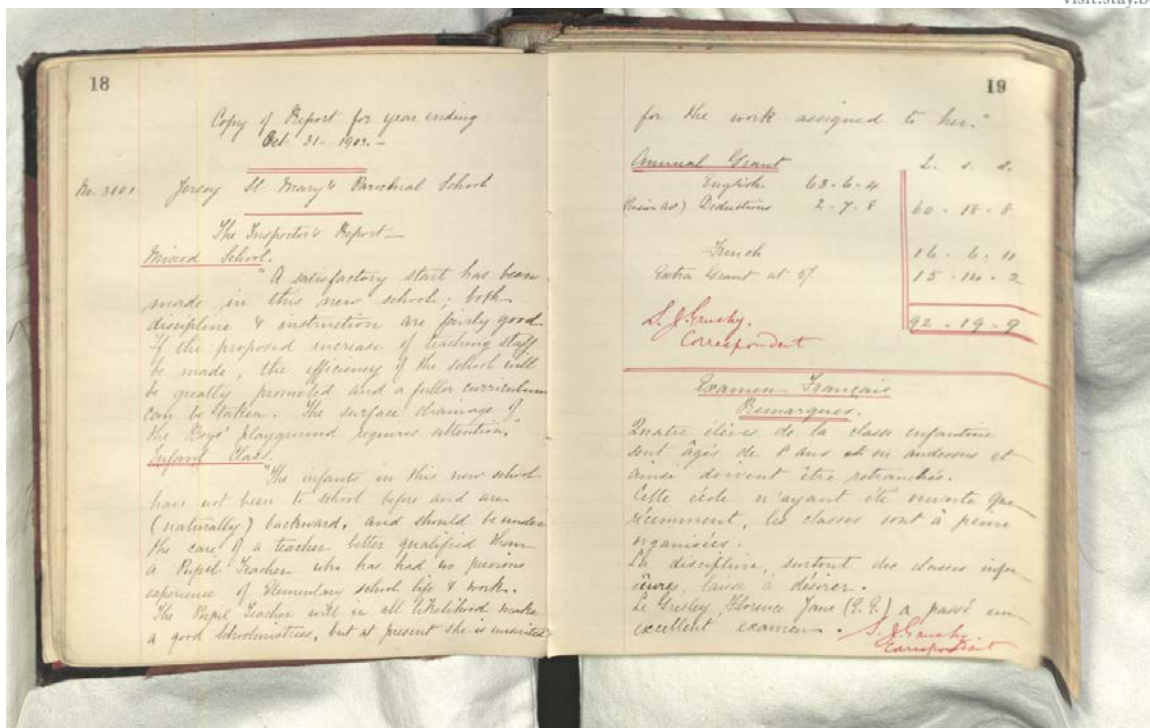 visit.stay.b
18
Copy of Report for year ending
Oct 31 - 1902. -
Jersey St. Mary's Parochial School
The Inspector's Report —
Mixed School.
"A satisfactory start has been
made in this new school; both
discipline & instruction are fairly good
If the proposed increase of teaching staff
be made, the efficiency of the school will
be greatly promoted and a fuller curriculum
can be taken. The surface drainage of
the Boys' playground requires attention."
Infant Class.
"The infants in this new school
have not been to school before and are
(naturally) backward, and should be under
the care of a teacher better qualified than
a Pupil Teacher who has had no previous
experience of Elementary school life & work.
The Pupil Teacher will in all likelihood make
a good Schoolmistress, but at present she is unsuited
19
for the work assigned to her."
Annual Grant £. s. d.
English 63 - 6 - 4
Deductions 2 - 7 - 8 60 - 18 - 8
French 16 - 6 - 11
Extra Grant at 5/. 15 - 14 - 2
92 - 19 - 9
S. J. Gruchy.
Correspondent
Examen Français
Remarques.
Quatre élèves de la classe enfantine
sont âgés de 8 ans et en audessus et
ainsi doivent être retranchés.
Cette école n'ayant été ouverte que
récemment, les classes sont à peine
organisées.
La discipline, surtout des classes infer-
ieures, laisse à désirer.
Le Gresley Florence Jane (P.T.) a passé un
excellent examen.
S. J. Gruchy
Correspondent